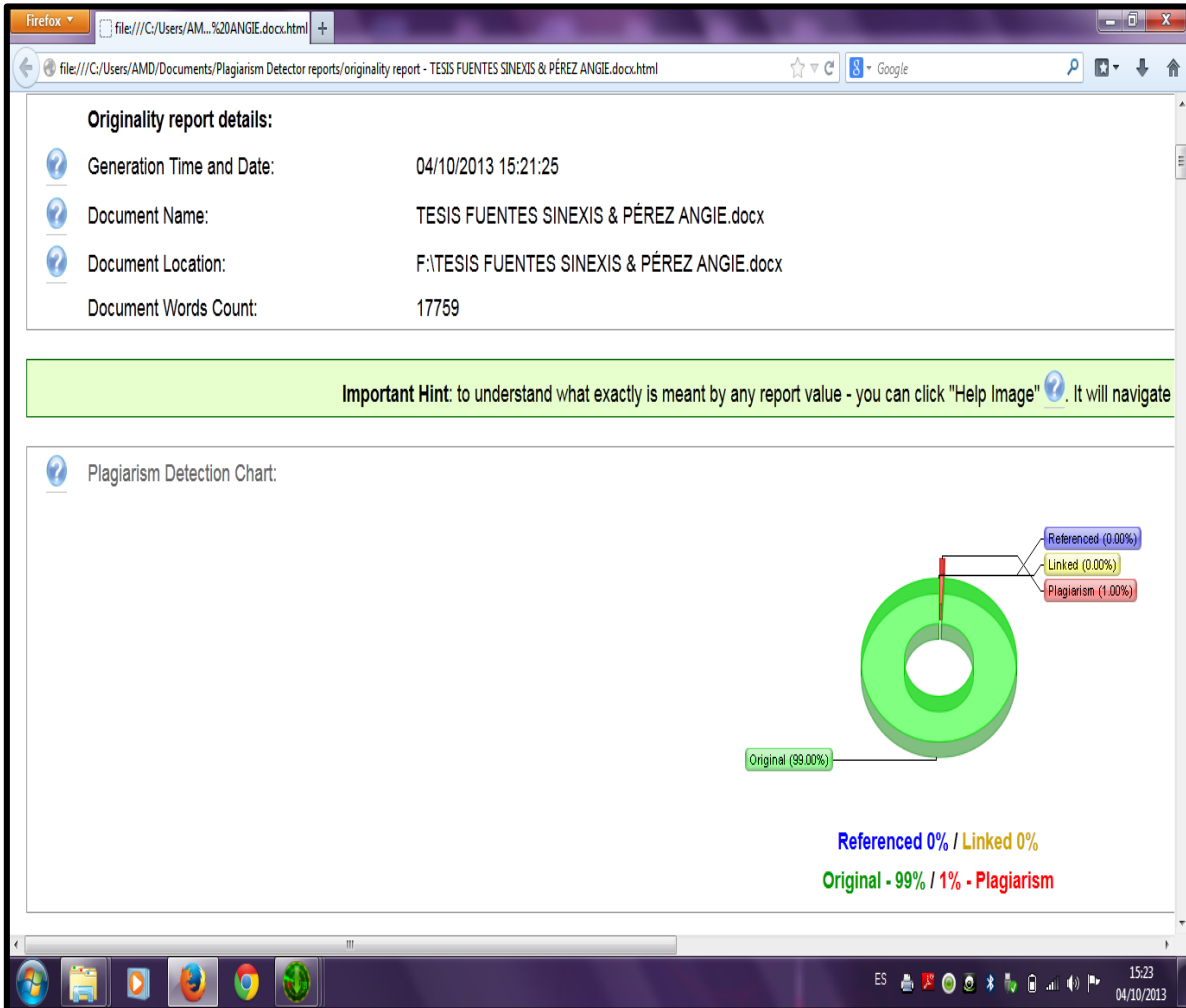 Firefox
file:///C:/Users/AM...%20ANGIE.docx.html
file:///C:/Users/AMD/Documents/Plagiarism Detector reports/originality report - TESIS FUENTES SINEXIS & PÉREZ ANGIE.docx.html
Google
Originality report details:
Generation Time and Date: 04/10/2013 15:21:25
Document Name: TESIS FUENTES SINEXIS & PÉREZ ANGIE.docx
Document Location: F:\TESIS FUENTES SINEXIS & PÉREZ ANGIE.docx
Document Words Count: 17759
Important Hint: to understand what exactly is meant by any report value - you can click "Help Image" . It will navigate
Plagiarism Detection Chart:
Referenced (0.00%)
Linked (0.00%)
Plagiarism (1.00%)
Original (99.00%)
Referenced 0% / Linked 0%
Original - 99% / 1% - Plagiarism
ES
15:23
04/10/2013